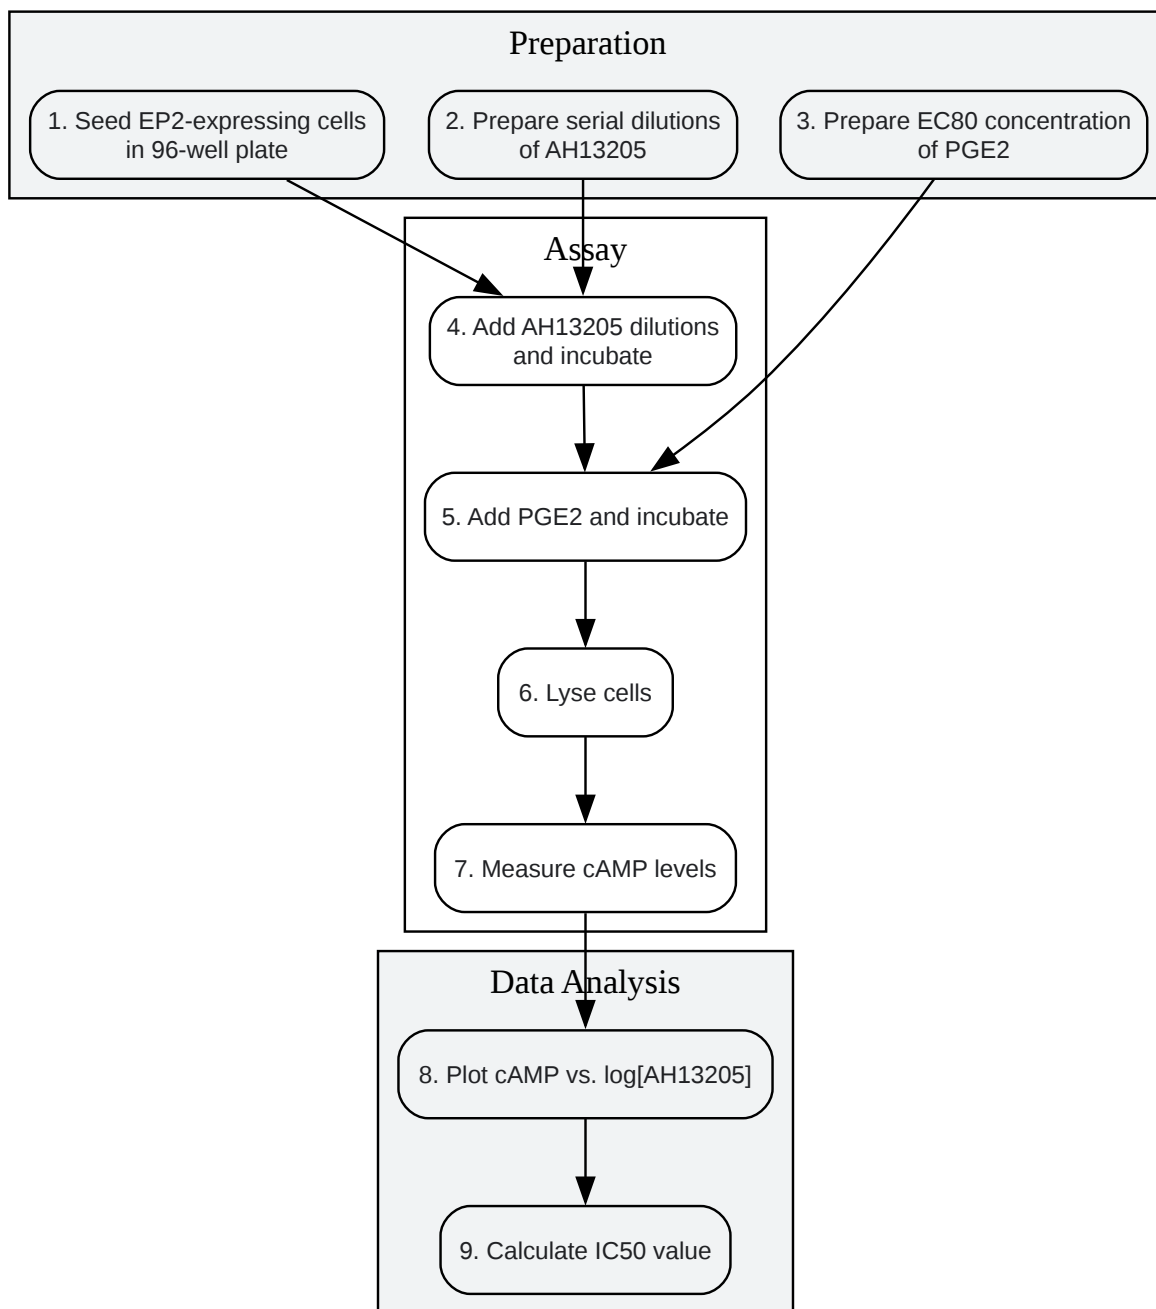 Preparation
1. Seed EP2-expressing cells
in 96-well plate
2. Prepare serial dilutions
of AH13205
3. Prepare EC80 concentration
of PGE2
Assay
4. Add AH13205 dilutions
and incubate
5. Add PGE2 and incubate
6. Lyse cells
7. Measure cAMP levels
Data Analysis
8. Plot cAMP vs. log[AH13205]
9. Calculate IC50 value